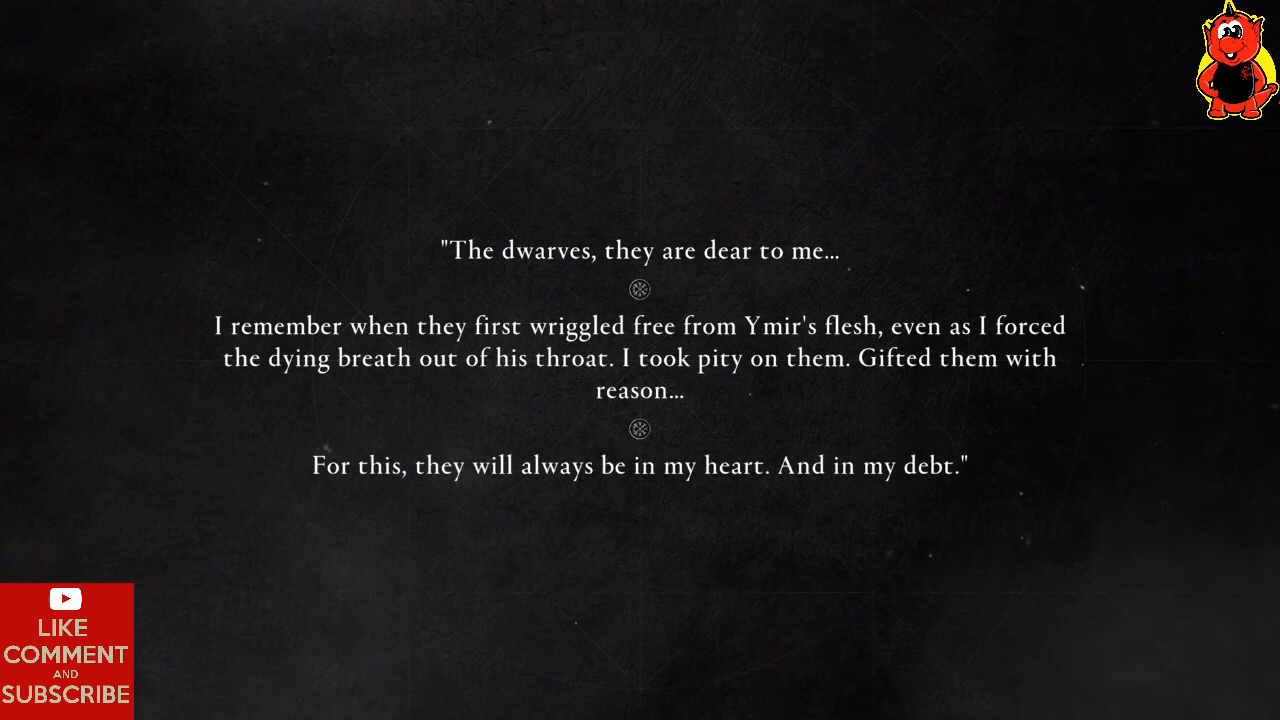 "The dwarves, they are dear to me...
I remember when they first wriggled free from Ymir's flesh, even as I forced
the dying breath out of his throat. I took pity on them. Gifted them with
reason...
For this, they will always be in my heart. And in my debt."
LIKE
COMMENT
AND
SUBSCRIBE